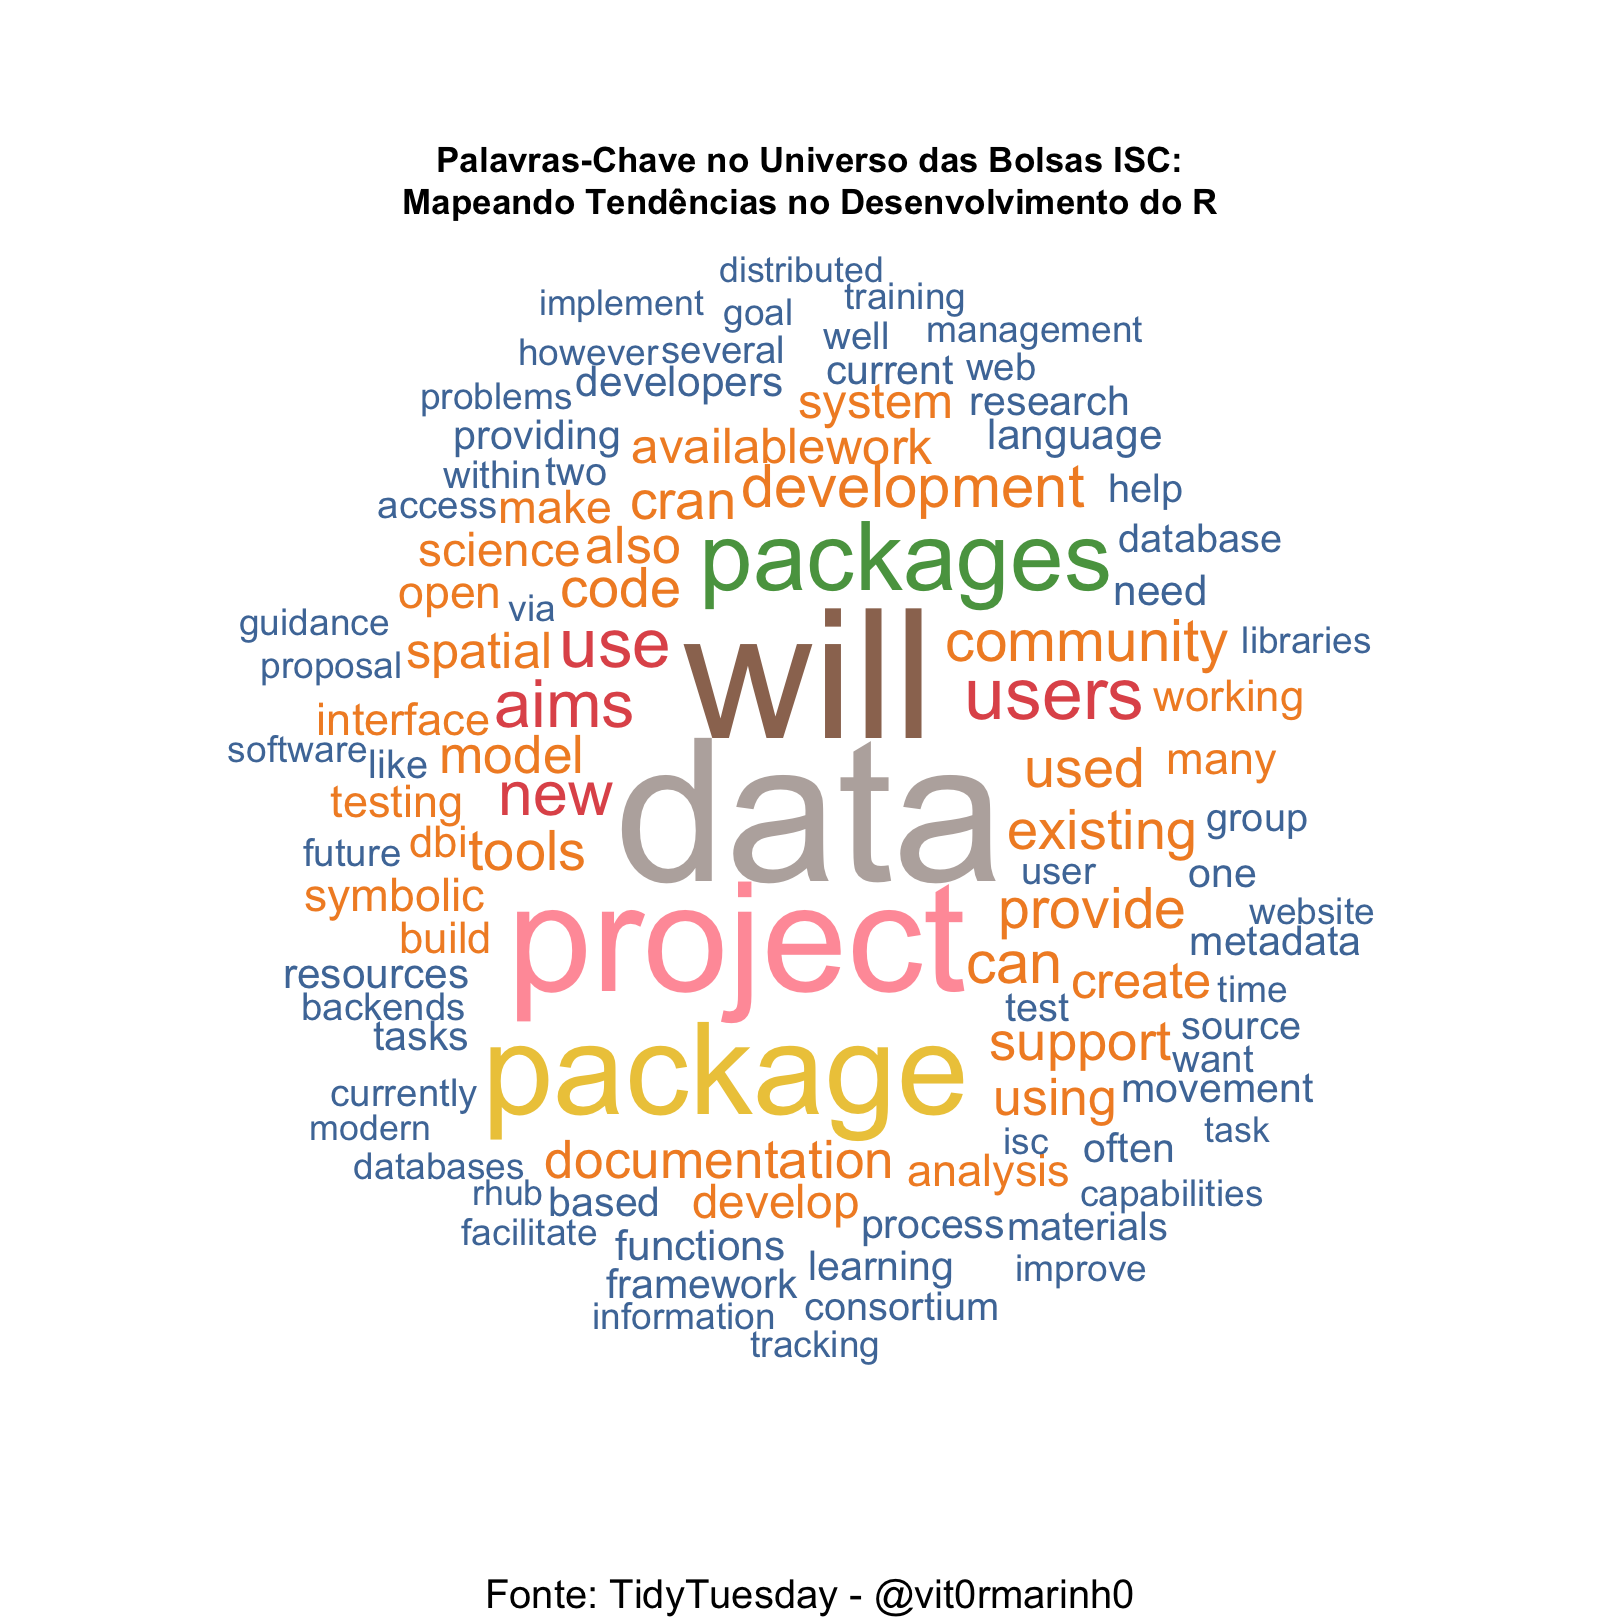 Palavras-Chave no Universo das Bolsas ISC:
Mapeando Tendências no Desenvolvimento do R
distributed
implement goal training
well management
however several current web
problems developers system research
providing available work language
within two development help
access make cran
science also packages database
open via code need
guidance use will community libraries
proposal spatial
interface aims users working
software like model used many
testing new data existing group
future dbi tools user one
symbolic project provide website
build metadata
resources can create time
backends test source
tasks package support want
currently using movement
modern isc often task
databases documentation analysis
rhub based develop capabilities
facilitate functions process materials
framework learning improve
information consortium
tracking
Fonte: TidyTuesday - @vit0rmarinh0